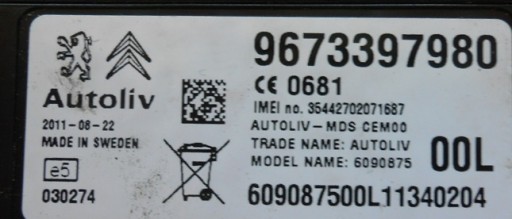 9673397980
CE 0681
Autoliv
IMEI no. 35442702071687
2011-08-22
AUTOLIV-MDS CEM00
MADE IN SWEDEN
TRADE NAME: AUTOLIV
MODEL NAME: 6090875
00L
e5
030274
609087500L11340204